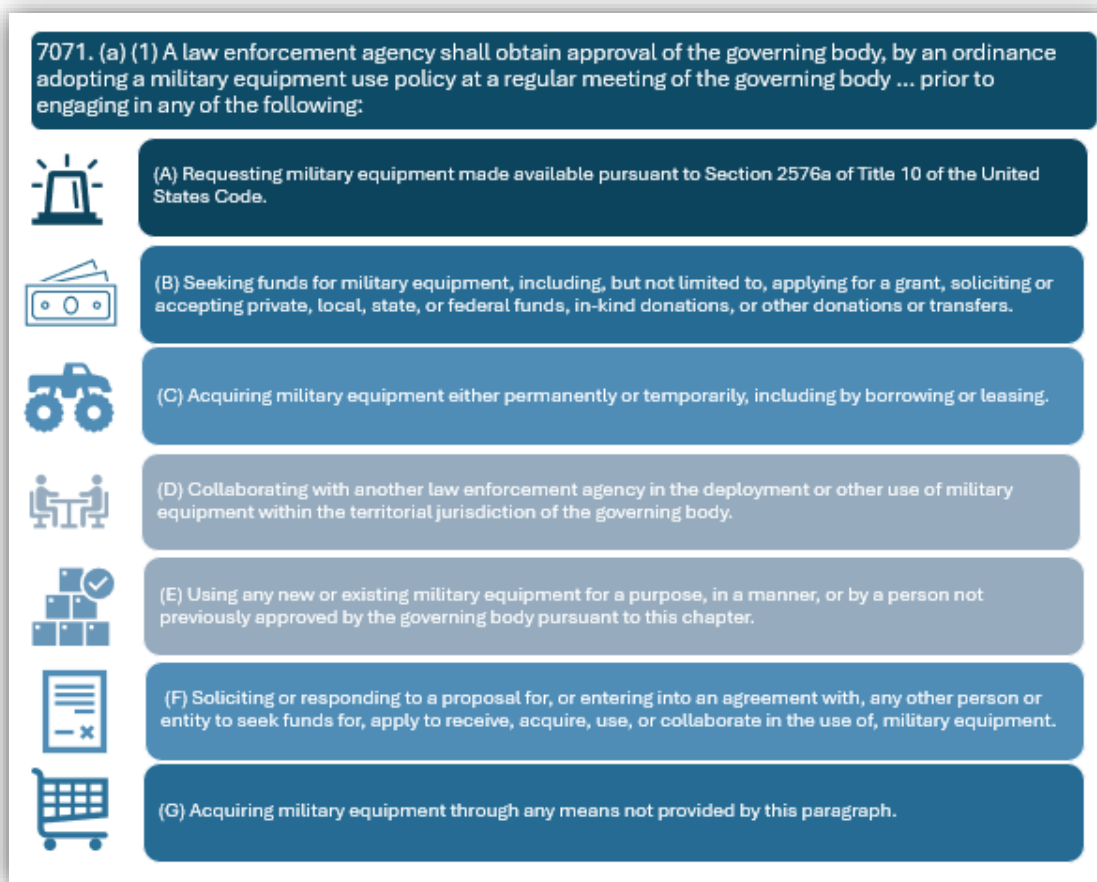 7071. (a) (1) A law enforcement agency shall obtain approval of the governing body, by an ordinance
adopting a military equipment use policy at a regular meeting of the governing body ... prior to
engaging in any of the following:
(A) Requesting military equipment made available pursuant to Section 2576a of Title 10 of the United
States Code.
(B) Seeking funds for military equipment, including, but not limited to, applying for a grant, soliciting or
accepting private, local, state, or federal funds, in-kind donations, or other donations or transfers.
(C) Acquiring military equipment either permanently or temporarily, including by borrowing or leasing.
(D) Collaborating with another law enforcement agency in the deployment or other use of military
equipment within the territorial jurisdiction of the governing body.
(E) Using any new or existing military equipment for a purpose, in a manner, or by a person not
previously approved by the governing body pursuant to this chapter.
(F) Soliciting or responding to a proposal for, or entering into an agreement with, any other person or
entity to seek funds for, apply to receive, acquire, use, or collaborate in the use of, military equipment.
(G) Acquiring military equipment through any means not provided by this paragraph.